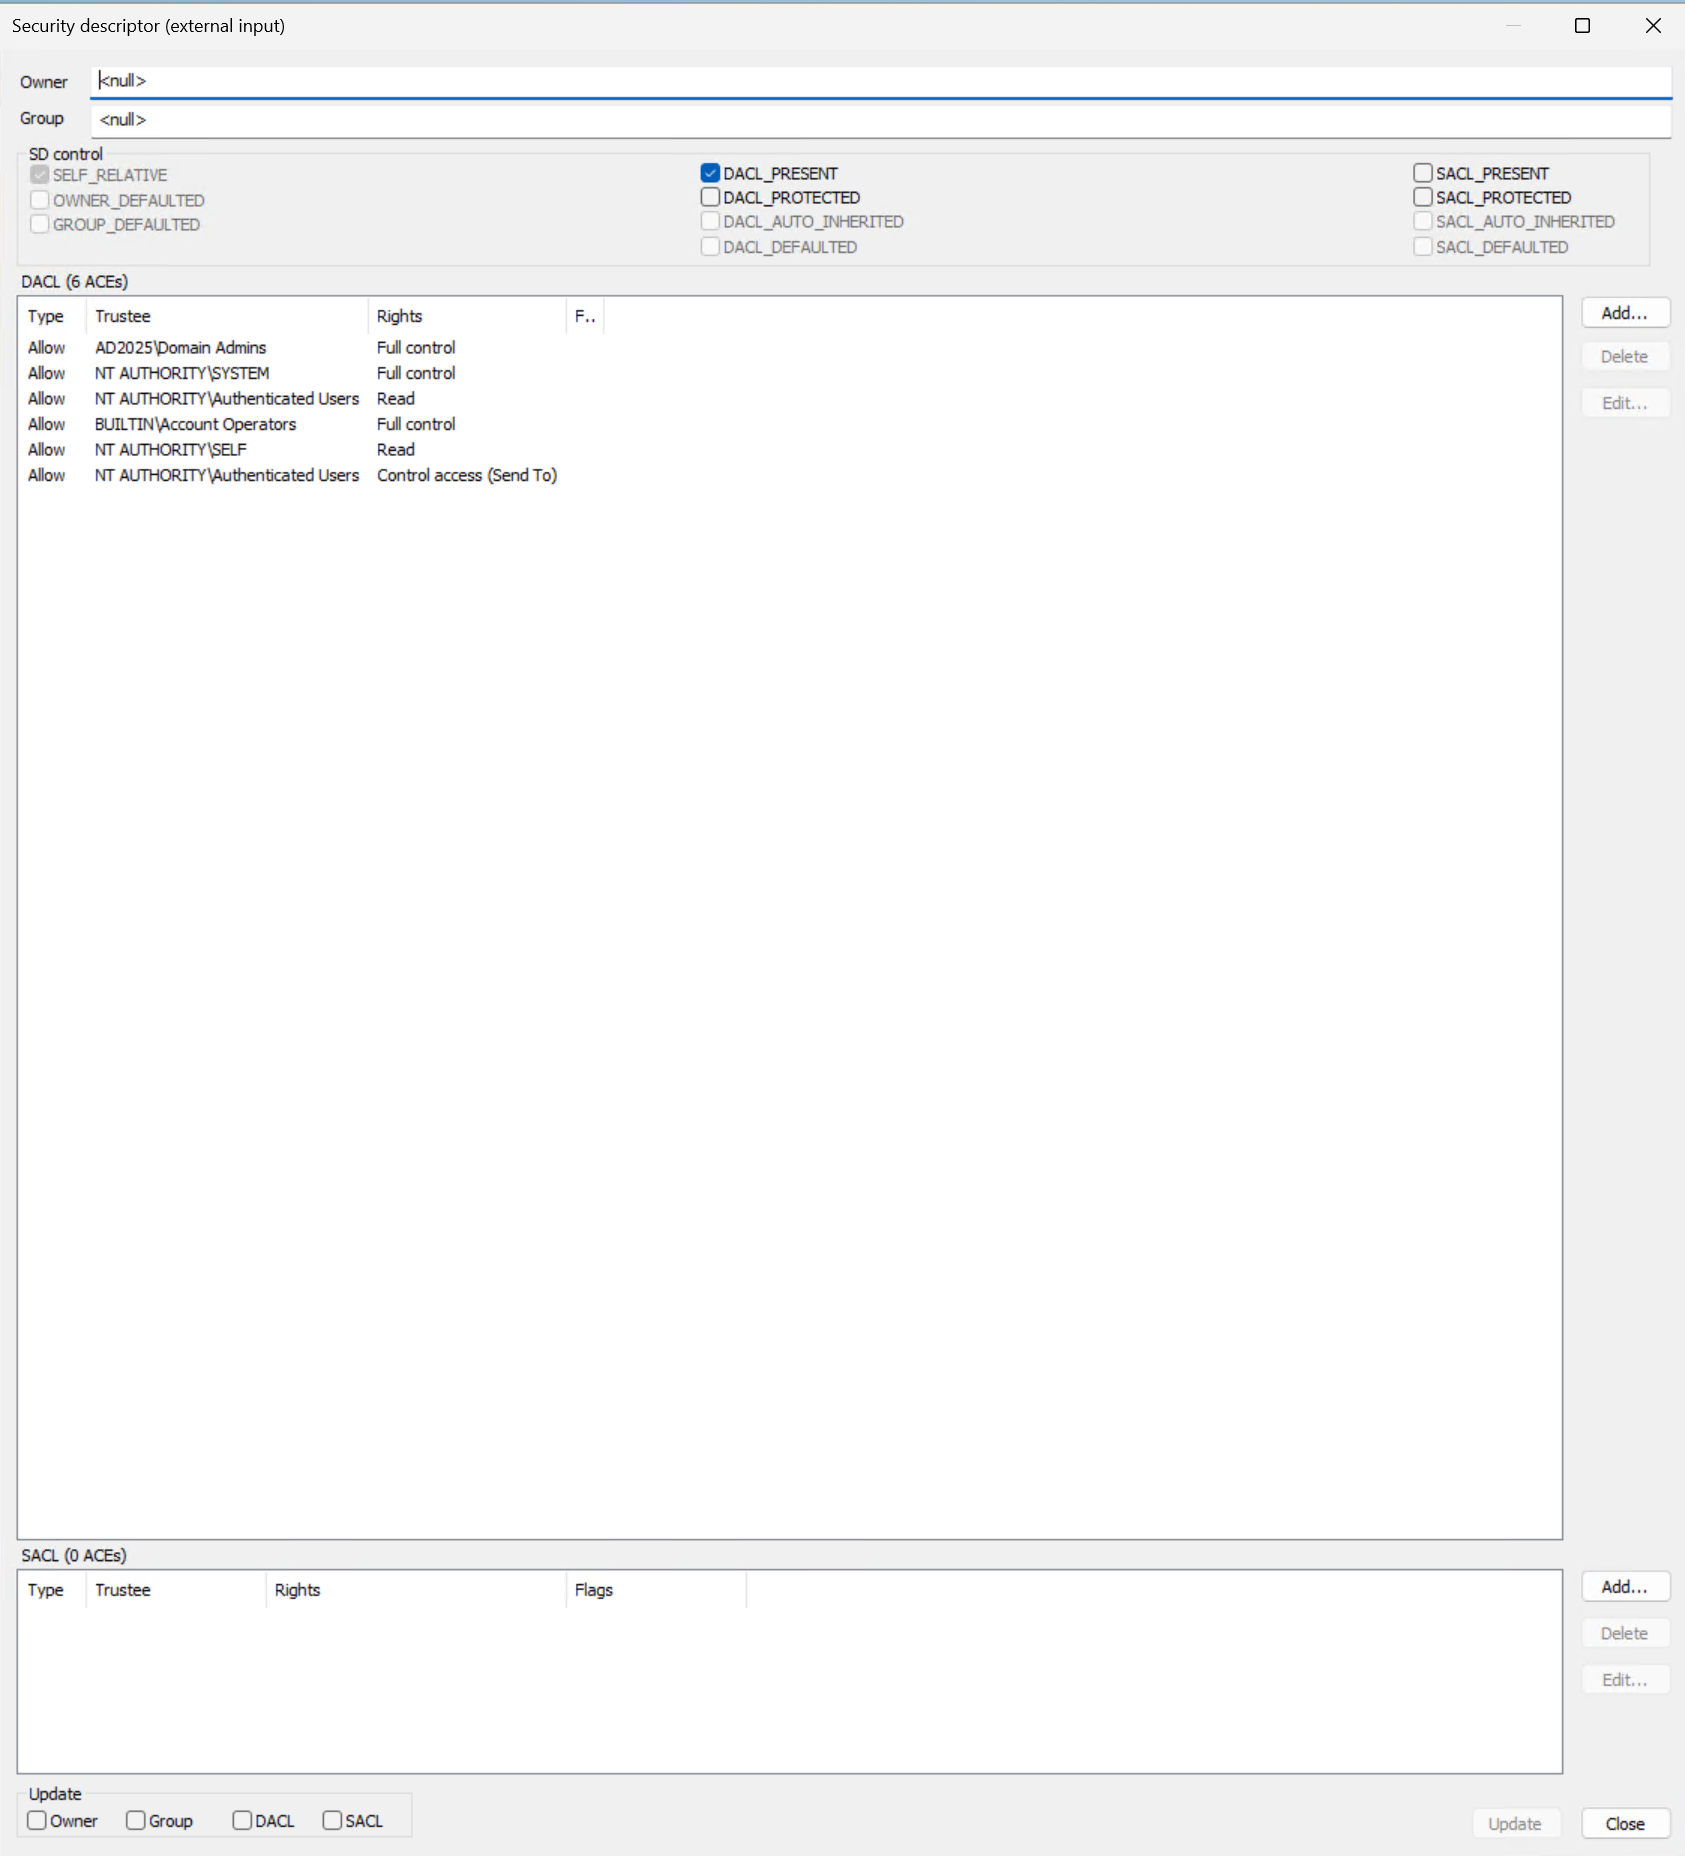 Security descriptor (external input)
Owner <null>
Group <null>
SD control
SELF_RELATIVE DACL_PRESENT SACL_PRESENT
OWNER_DEFAULTED DACL_PROTECTED SACL_PROTECTED
GROUP_DEFAULTED DACL_AUTO_INHERITED SACL_AUTO_INHERITED
DACL_DEFAULTED SACL_DEFAULTED
DACL (6 ACEs)
Type Trustee Rights F.. Add...
Allow AD2025\Domain Admins Full control Delete
Allow NT AUTHORITY\SYSTEM Full control
Allow NT AUTHORITY\Authenticated Users Read Edit...
Allow BUILTIN\Account Operators Full control
Allow NT AUTHORITY\SELF Read
Allow NT AUTHORITY\Authenticated Users Control access (Send To)
SACL (0 ACEs)
Type Trustee Rights Flags Add...
Delete
Edit...
Update
Owner Group DACL SACL Update Close